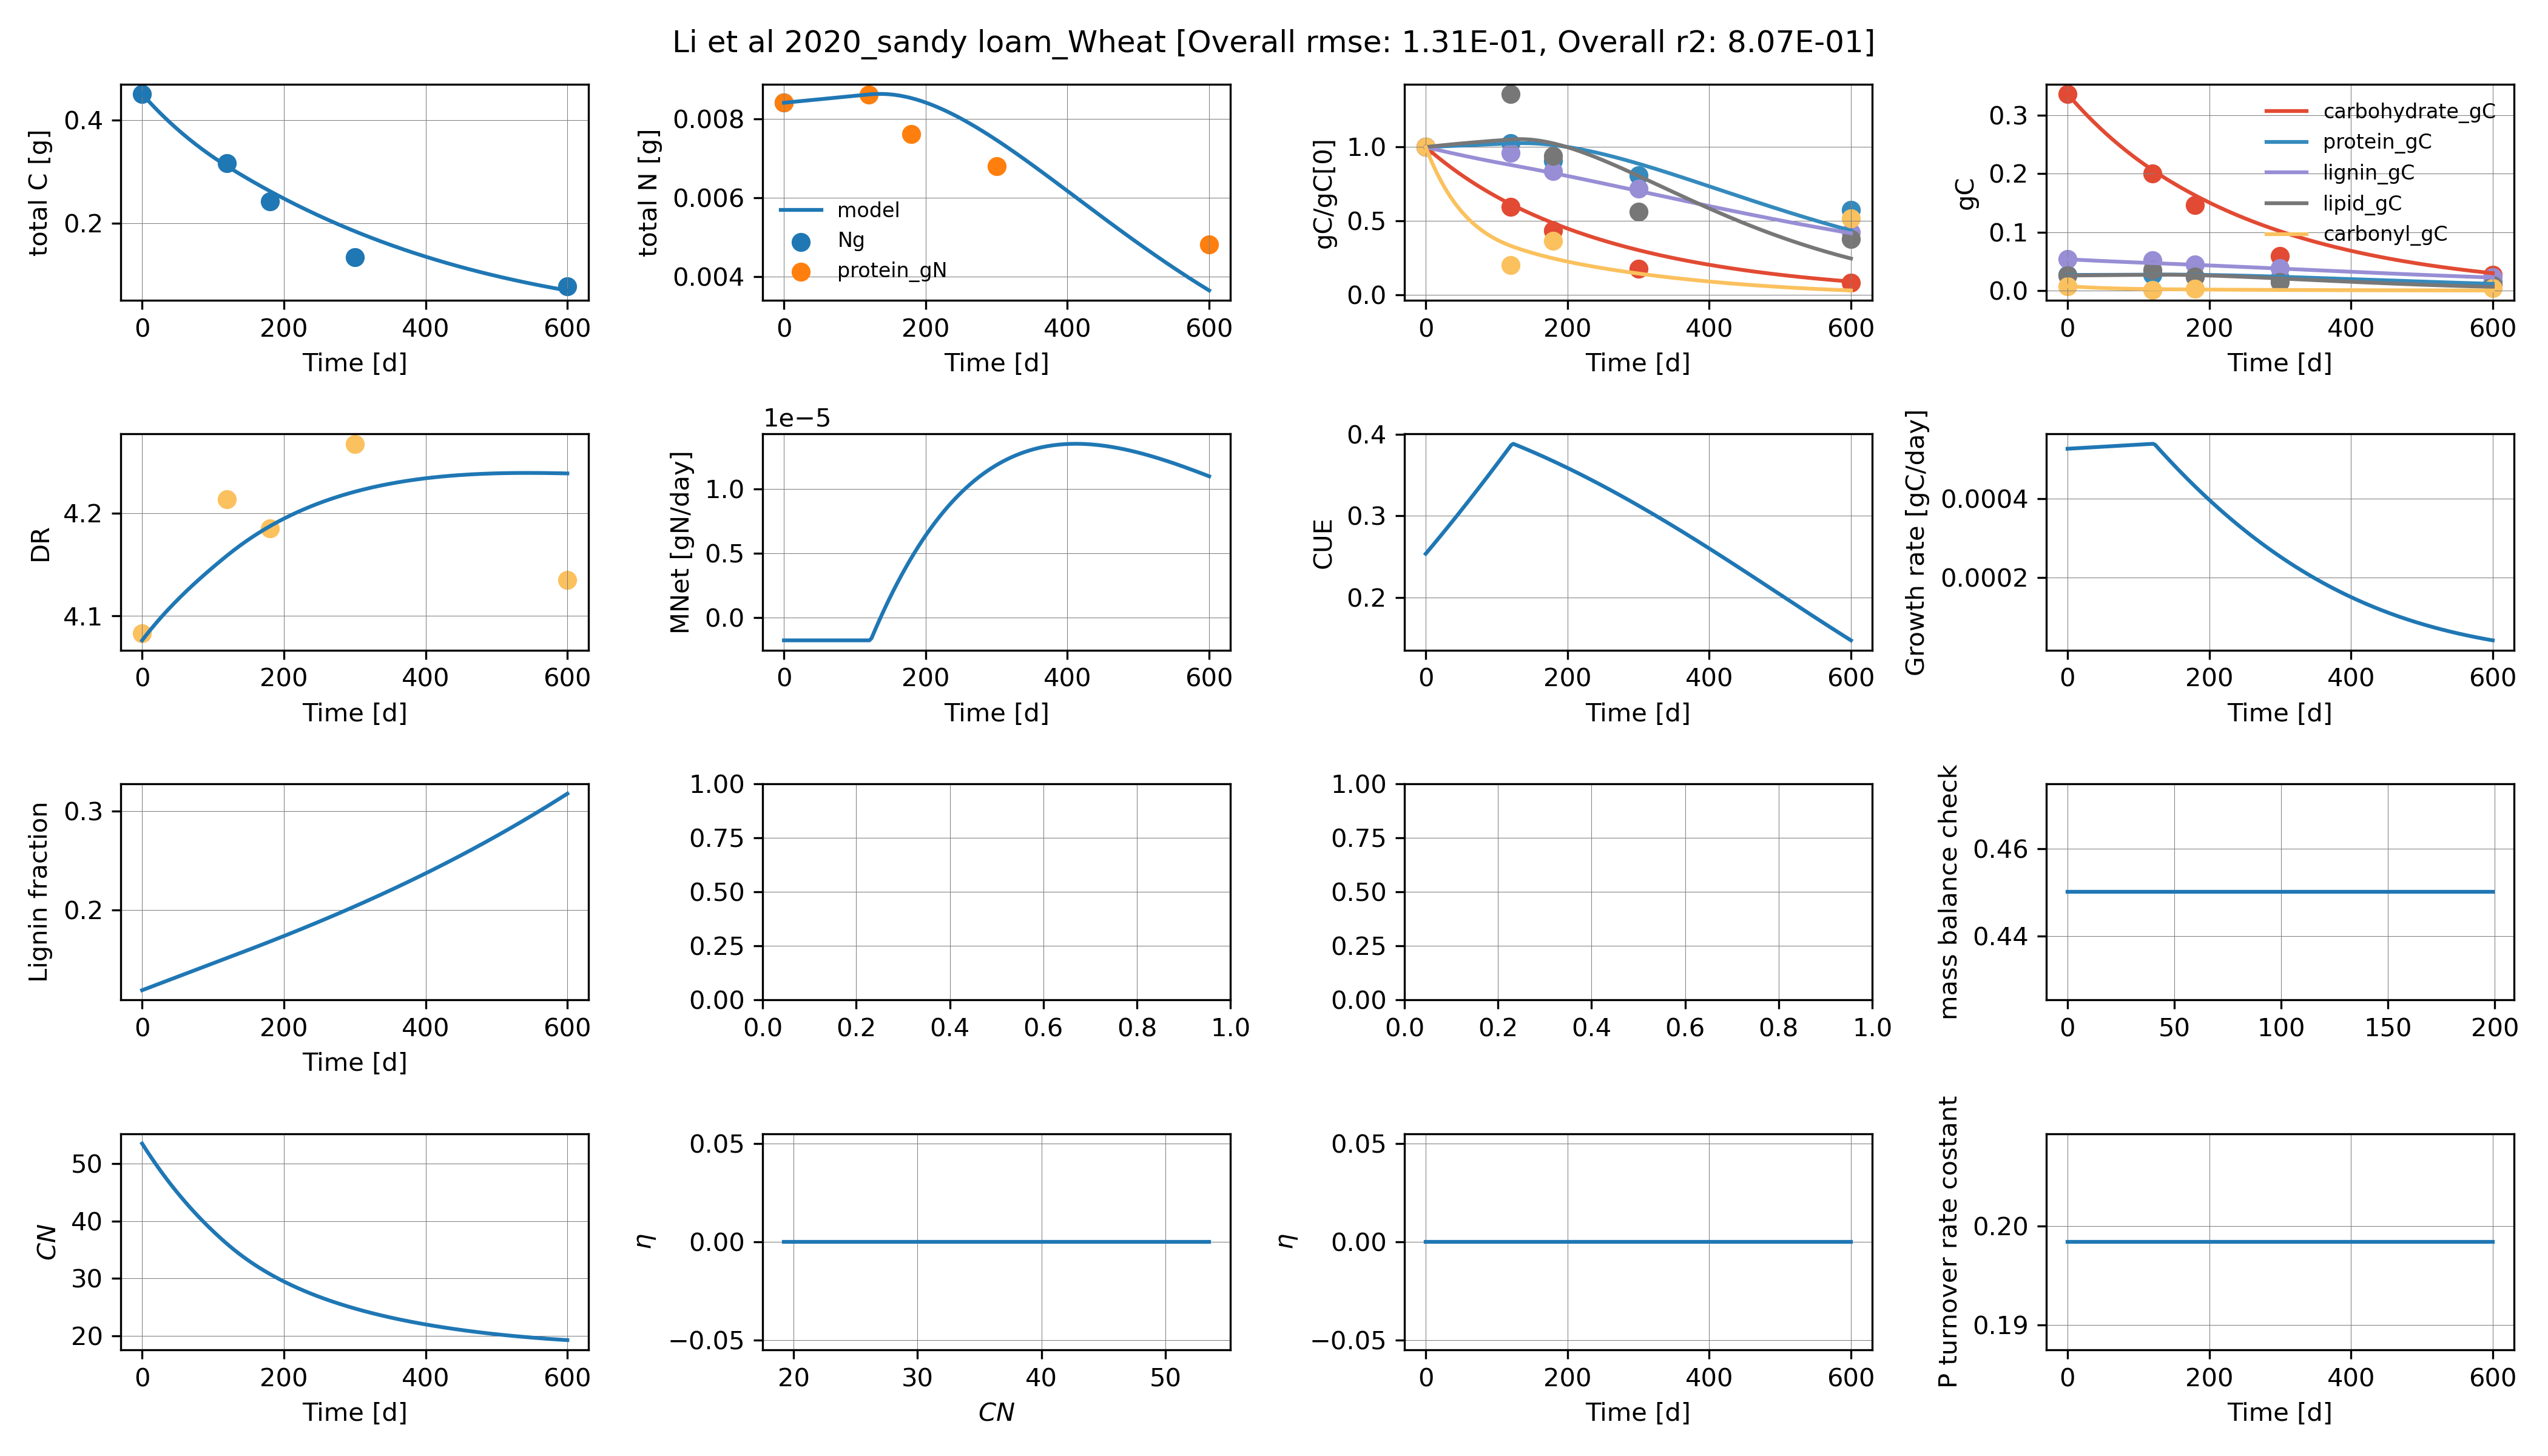 Li et al 2020_sandy loam_Wheat [Overall rmse: 1.31E-01, Overall r2: 8.07E-01]
total C [g]
0.4
0.2
0 200 400 600
Time [d]
total N [g]
0.008
0.006
0.004
model
Ng
protein_gN
0 200 400 600
Time [d]
gC/gC[0]
1.0
0.5
0.0
0 200 400 600
Time [d]
gC
0.3
0.2
0.1
0.0
carbohydrate_gC
protein_gC
lignin_gC
lipid_gC
carbonyl_gC
0 200 400 600
Time [d]
DR
4.2
4.1
0 200 400 600
Time [d]
1e−5
MNet [gN/day]
1.0
0.5
0.0
0 200 400 600
Time [d]
CUE
0.4
0.3
0.2
0 200 400 600
Time [d]
Growth rate [gC/day]
0.0004
0.0002
0 200 400 600
Time [d]
Lignin fraction
0.3
0.2
0 200 400 600
Time [d]
1.00
0.75
0.50
0.25
0.00
0.0 0.2 0.4 0.6 0.8 1.0
1.00
0.75
0.50
0.25
0.00
0.0 0.2 0.4 0.6 0.8 1.0
mass balance check
0.46
0.44
0 50 100 150 200
CN
50
40
30
20
0 200 400 600
Time [d]
η
0.05
0.00
−0.05
20 30 40 50
CN
η
0.05
0.00
−0.05
0 200 400 600
Time [d]
P turnover rate costant
0.20
0.19
0 200 400 600
Time [d]